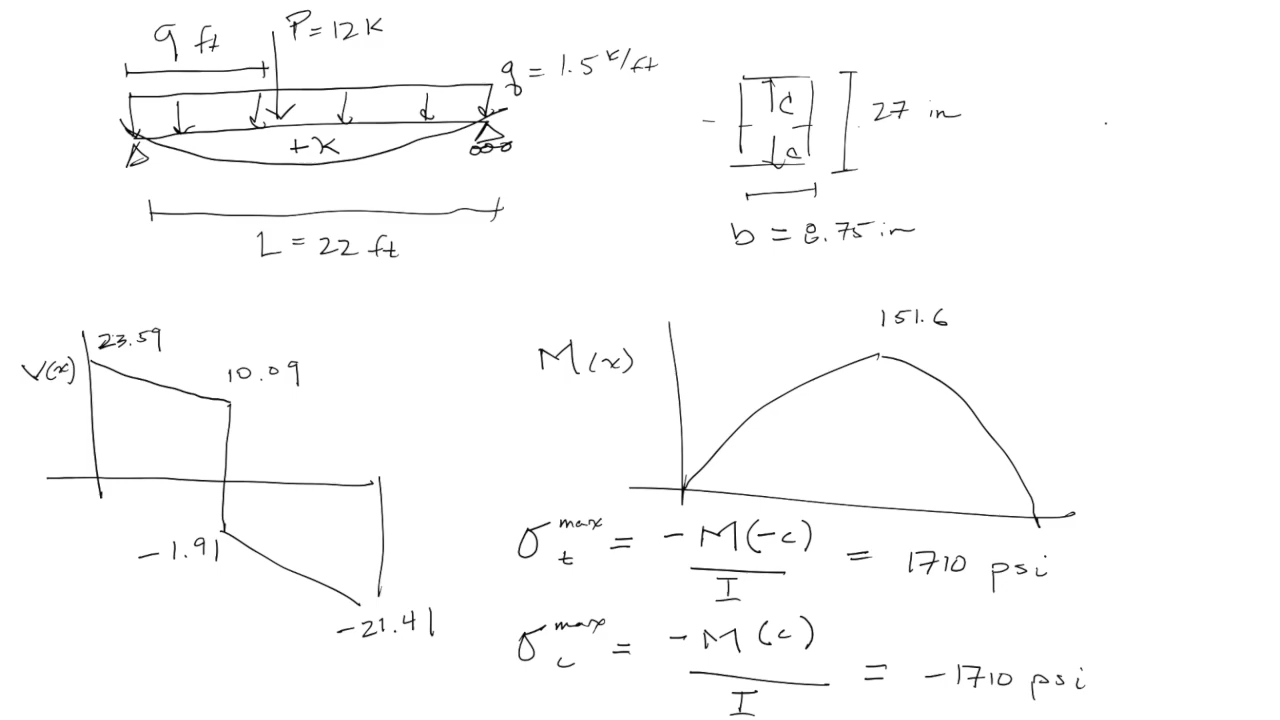 9 ft
P = 12 K
q = 1.5 K/ft
+K
L = 22 ft
c
c
27 in
b = 8.75 in
V(x)
23.59
10.09
-1.91
-21.41
M(x)
151.6
σ_t^max = -M(-c)/I = 1710 psi
σ_c^max = -M(c)/I = -1710 psi